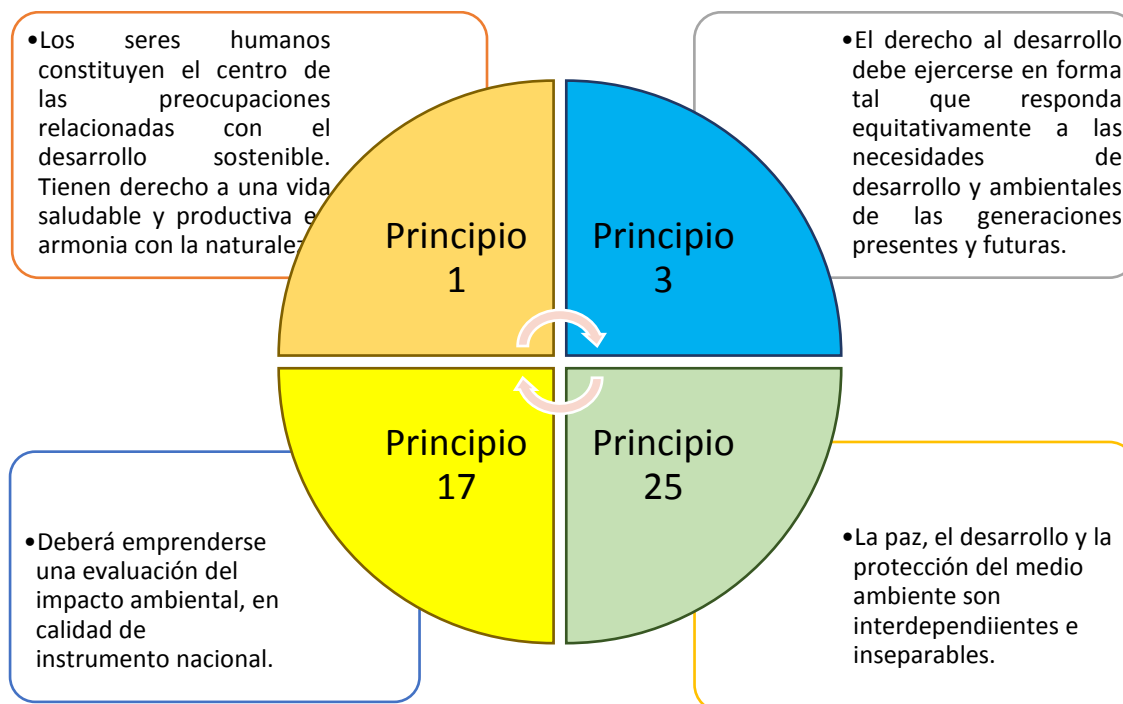 •Los seres humanos
constituyen el centro de
las preocupaciones
relacionadas con el
desarrollo sostenible.
Tienen derecho a una vida
saludable y productiva e
armonia con la naturalez
Principio
1
•El derecho al desarrollo
debe ejercerse en forma
tal que responda
equitativamente a las
necesidades de
desarrollo y ambientales
de las generaciones
presentes y futuras.
Principio
3
•Deberá emprenderse
una evaluación del
impacto ambiental, en
calidad de
instrumento nacional.
Principio
17
•La paz, el desarrollo y la
protección del medio
ambiente son
interdependiientes e
inseparables.
Principio
25